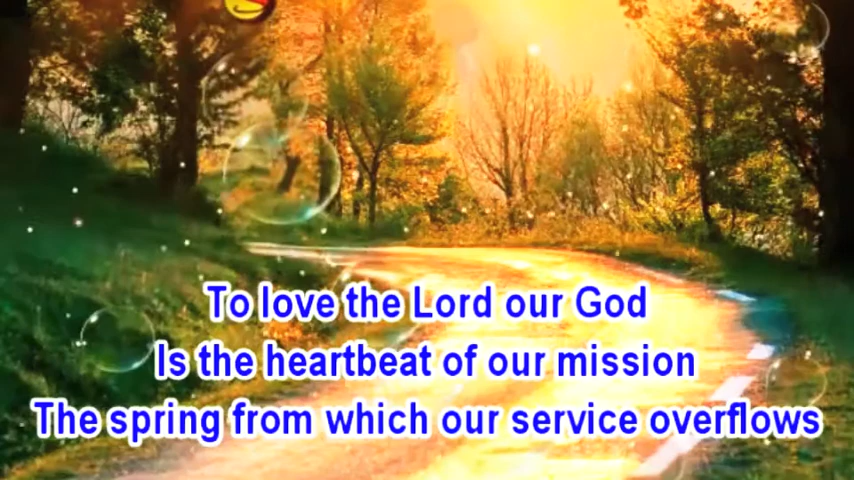 To love the Lord our God
Is the heartbeat of our mission
The spring from which our service overflows